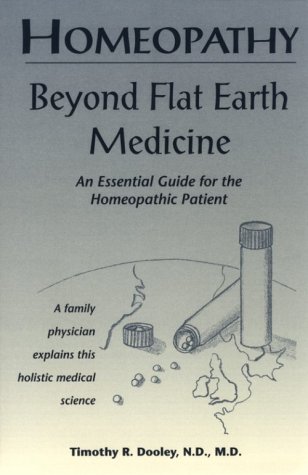 HOMEOPATHY
Beyond Flat Earth
Medicine
An Essential Guide for the
Homeopathic Patient
A family
physician
explains this
holistic medical
science
Timothy R. Dooley, N.D., M.D.